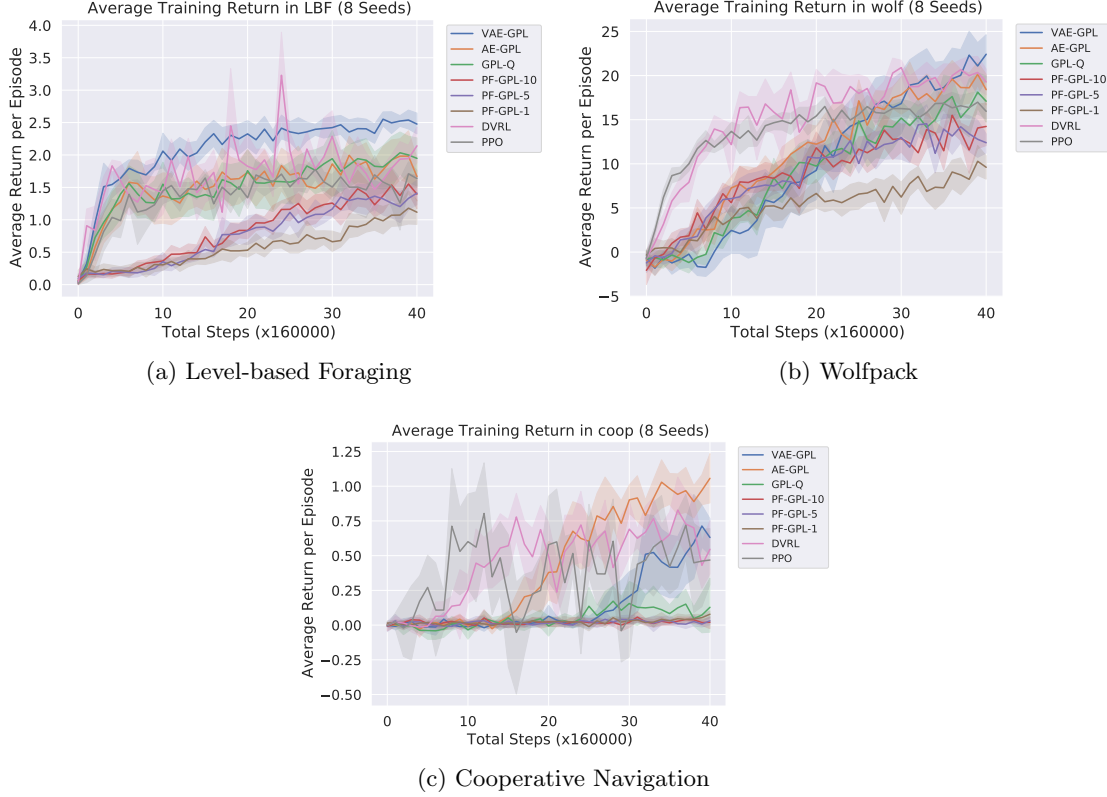 Average Training Return in LBF (8 Seeds)
Average Return per Episode
4.0
3.5
3.0
2.5
2.0
1.5
1.0
0.5
0.0
0
10
20
30
40
Total Steps (x160000)
VAE-GPL
AE-GPL
GPL-Q
PF-GPL-10
PF-GPL-5
PF-GPL-1
DVRL
PPO
(a) Level-based Foraging
Average Training Return in wolf (8 Seeds)
Average Return per Episode
25
20
15
10
5
0
−5
0
10
20
30
40
Total Steps (x160000)
VAE-GPL
AE-GPL
GPL-Q
PF-GPL-10
PF-GPL-5
PF-GPL-1
DVRL
PPO
(b) Wolfpack
Average Training Return in coop (8 Seeds)
Average Return per Episode
1.25
1.00
0.75
0.50
0.25
0.00
−0.25
−0.50
0
10
20
30
40
Total Steps (x160000)
VAE-GPL
AE-GPL
GPL-Q
PF-GPL-10
PF-GPL-5
PF-GPL-1
DVRL
PPO
(c) Cooperative Navigation